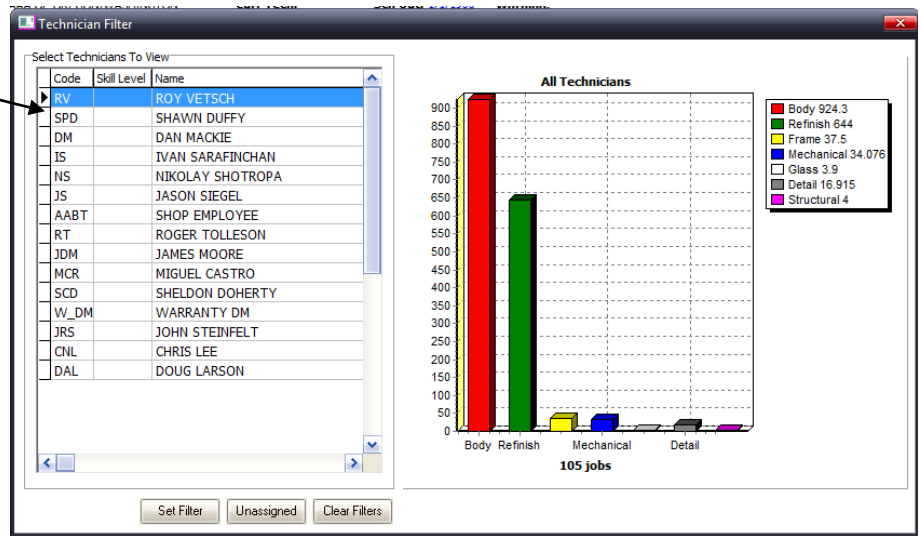 Technician Filter
Select Technicians To View
Code Skill Level Name
RV ROY VETSCH
SPD SHAWN DUFFY
DM DAN MACKIE
IS IVAN SARAFINCHAN
NS NIKOLAY SHOTROPA
JS JASON SIEGEL
AABT SHOP EMPLOYEE
RT ROGER TOLLESON
JDM JAMES MOORE
MCR MIGUEL CASTRO
SCD SHELDON DOHERTY
W_DM WARRANTY DM
JRS JOHN STEINFELT
CNL CHRIS LEE
DAL DOUG LARSON
Set Filter Unassigned Clear Filters
All Technicians
900
850
800
750
700
650
600
550
500
450
400
350
300
250
200
150
100
50
0
Body Refinish Mechanical Detail
105 jobs
Body 924.3
Refinish 644
Frame 37.5
Mechanical 34.076
Glass 3.9
Detail 16.915
Structural 4